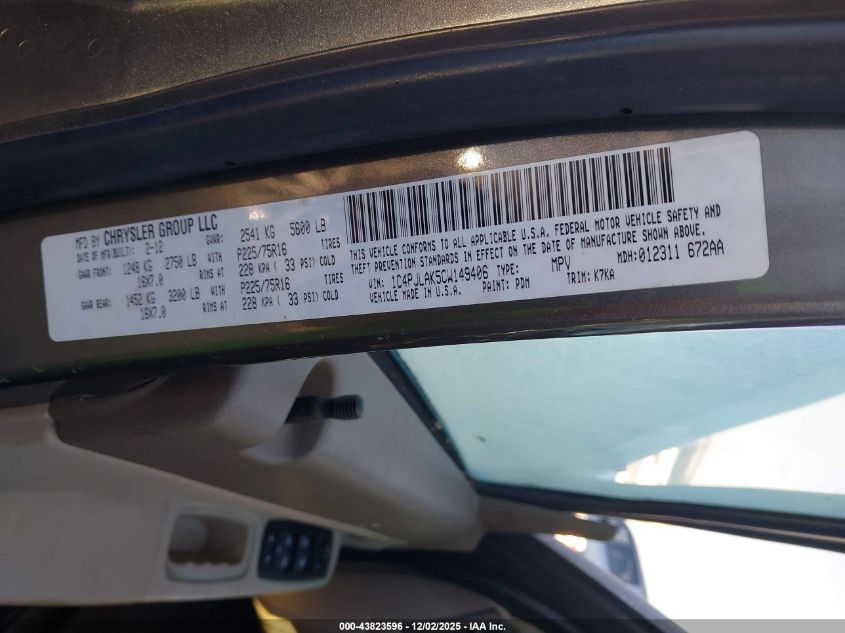 MFD BY CHRYSLER GROUP LLC
DATE OF MFR(BUILT): 2-12 GVWR: 2541 KG 5600 LB
GAWR FRONT: 1248 KG 2750 LB WITH P225/75R16 TIRES
16X7.0 RIMS AT 228 KPA ( 33 PSI) COLD
GAWR REAR: 1452 KG 3200 LB WITH P225/75R16 TIRES
16X7.0 RIMS AT 228 KPA ( 33 PSI) COLD
THIS VEHICLE CONFORMS TO ALL APPLICABLE U.S.A. FEDERAL MOTOR VEHICLE SAFETY AND
THEFT PREVENTION STANDARDS IN EFFECT ON THE DATE OF MANUFACTURE SHOWN ABOVE.
VIN: 1C4PJLAK5CW149406 TYPE: MPV MDH: 012311 672AA
VEHICLE MADE IN U.S.A. PAINT: PDM TRIM: K7KA
000-43823596 - 12/02/2025 - IAA Inc.